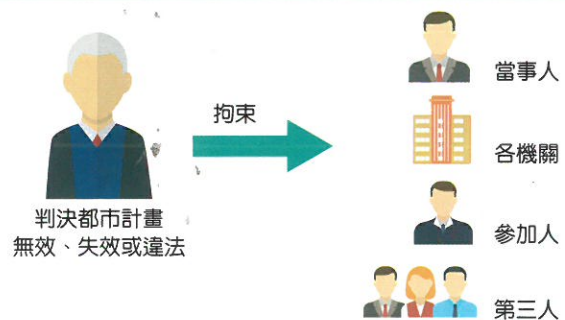 當事人
拘束
各機關
判決都市計畫
無效、失效或違法
參加人
第三人